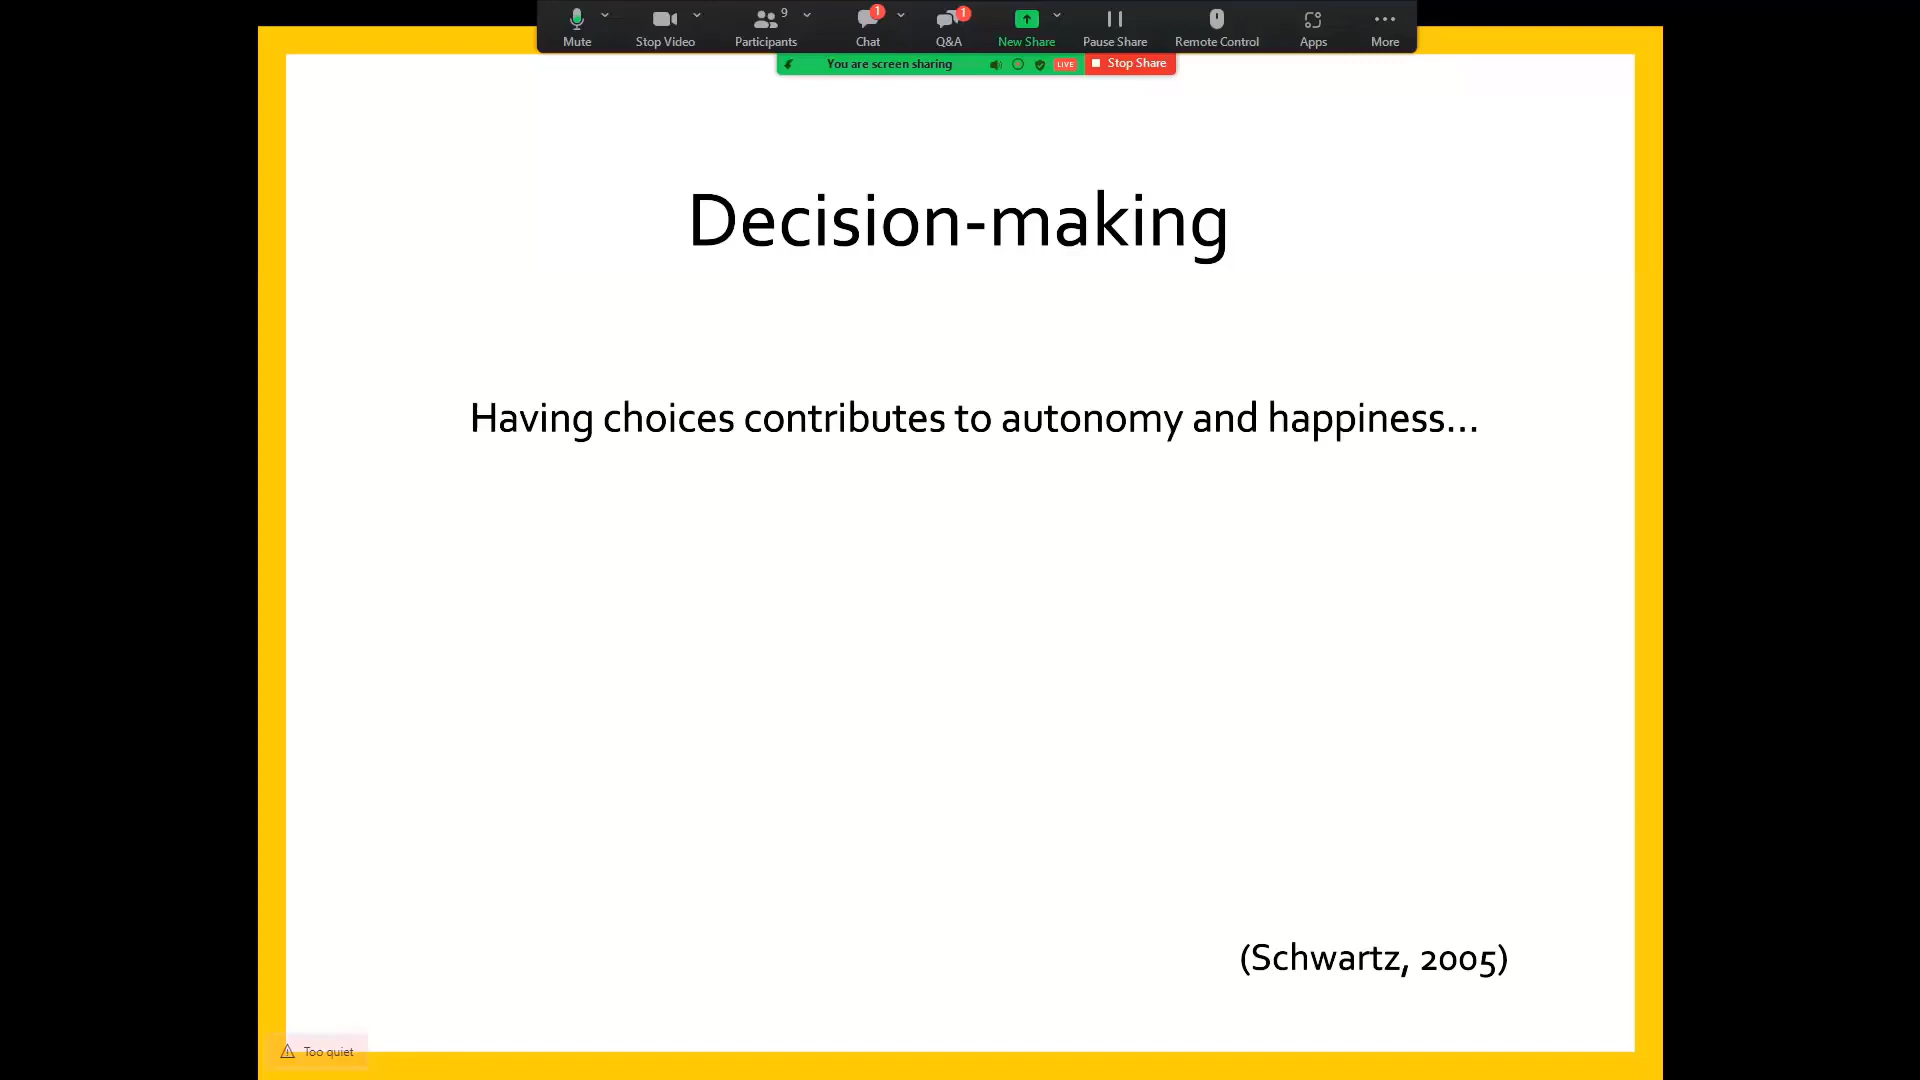 9
1
1
Mute
Stop Video
Participants
Chat
Q&A
New Share
Pause Share
Remote Control
Apps
More
You are screen sharing
LIVE
Stop Share
Decision-making
Having choices contributes to autonomy and happiness...
(Schwartz, 2005)
Too quiet